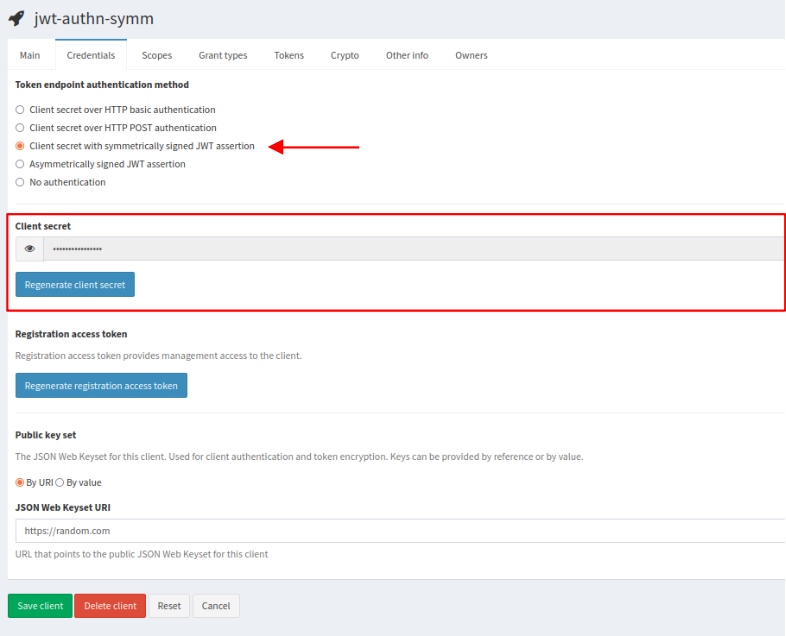 jwt-authn-symm
Main Credentials Scopes Grant types Tokens Crypto Other info Owners
Token endpoint authentication method
Client secret over HTTP basic authentication
Client secret over HTTP POST authentication
Client secret with symmetrically signed JWT assertion
Asymmetrically signed JWT assertion
No authentication
Client secret
••••••••••••••••
Regenerate client secret
Registration access token
Registration access token provides management access to the client.
Regenerate registration access token
Public key set
The JSON Web Keyset for this client. Used for client authentication and token encryption. Keys can be provided by reference or by value.
By URI By value
JSON Web Keyset URI
https://random.com
URL that points to the public JSON Web Keyset for this client
Save client Delete client Reset Cancel